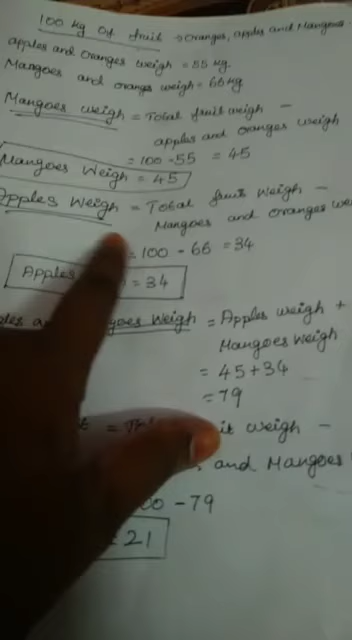 100 kg of fruit → Oranges, apples and Mangoes
apples and oranges weigh = 55 kg.
Mangoes and orange weigh = 66 kg
Mangoes weigh = Total fruit weigh -
apples and oranges weigh
= 100 - 55 = 45
Mangoes Weigh = 45
Apples Weigh = Total fruit Weigh -
Mangoes and oranges
= 100 - 66 = 34
Apples = 34
Weigh = Apples weigh +
Mangoes weigh
= 45 + 34
= 79
= weigh -
and Mangoes
- 79
= 21